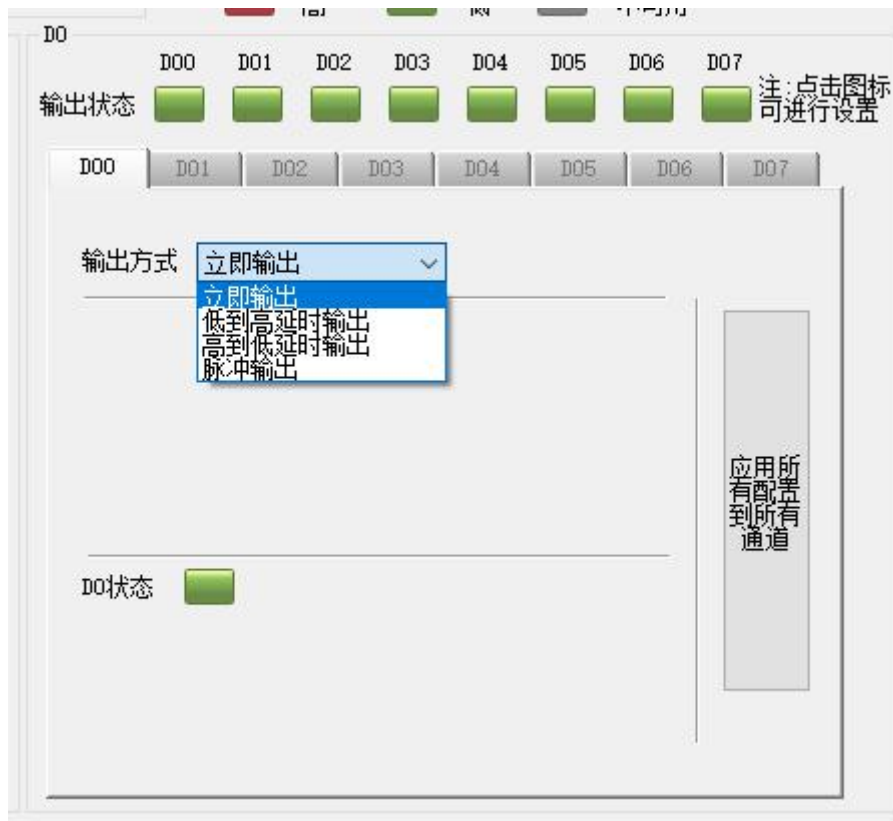 DO
DO0 DO1 DO2 DO3 DO4 DO5 DO6 DO7
输出状态
注:点击图标
可进行设置
DO0 DO1 DO2 DO3 DO4 DO5 DO6 DO7
输出方式 立即输出
立即输出
低到高延时输出
高到低延时输出
脉冲输出
应用所
有配置
到所有
通道
DO状态